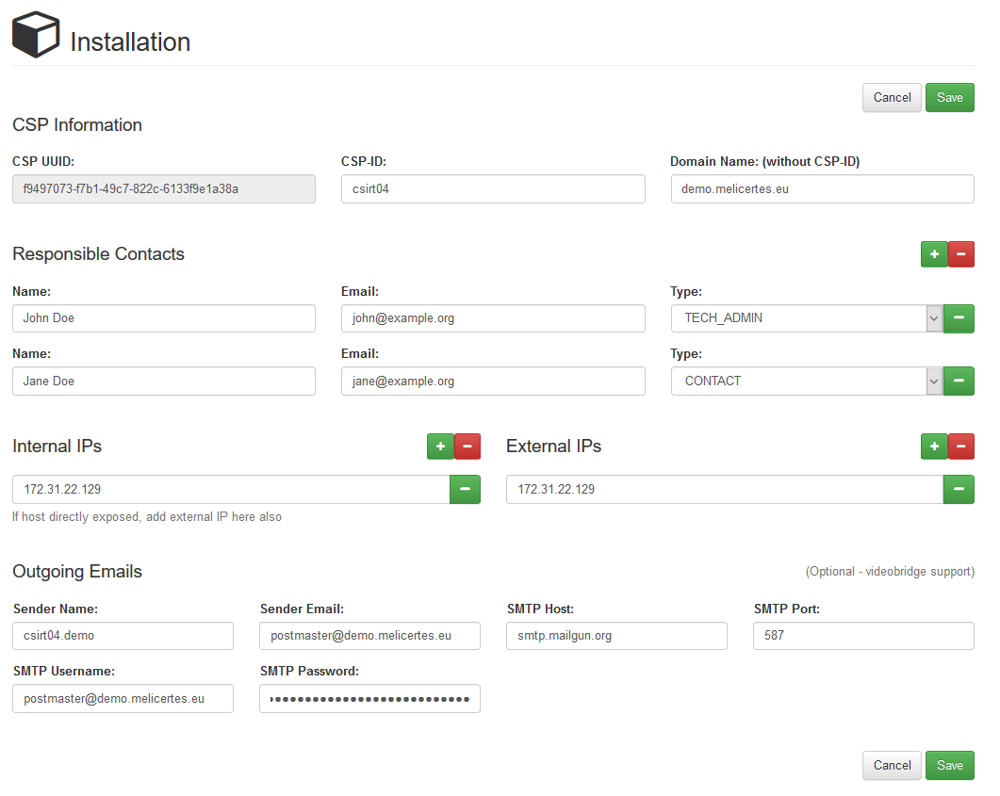 Installation
Cancel Save
CSP Information
CSP UUID: CSP-ID: Domain Name: (without CSP-ID)
f9497073-f7b1-49c7-822c-6133f9e1a38a csirt04 demo.melicertes.eu
Responsible Contacts + −
Name: Email: Type:
John Doe john@example.org TECH_ADMIN −
Name: Email: Type:
Jane Doe jane@example.org CONTACT −
Internal IPs + − External IPs + −
172.31.22.129 − 172.31.22.129 −
If host directly exposed, add external IP here also
Outgoing Emails (Optional - videobridge support)
Sender Name: Sender Email: SMTP Host: SMTP Port:
csirt04.demo postmaster@demo.melicertes.eu smtp.mailgun.org 587
SMTP Username: SMTP Password:
postmaster@demo.melicertes.eu ●●●●●●●●●●●●●●●●●●●●●●●●●●●
Cancel Save